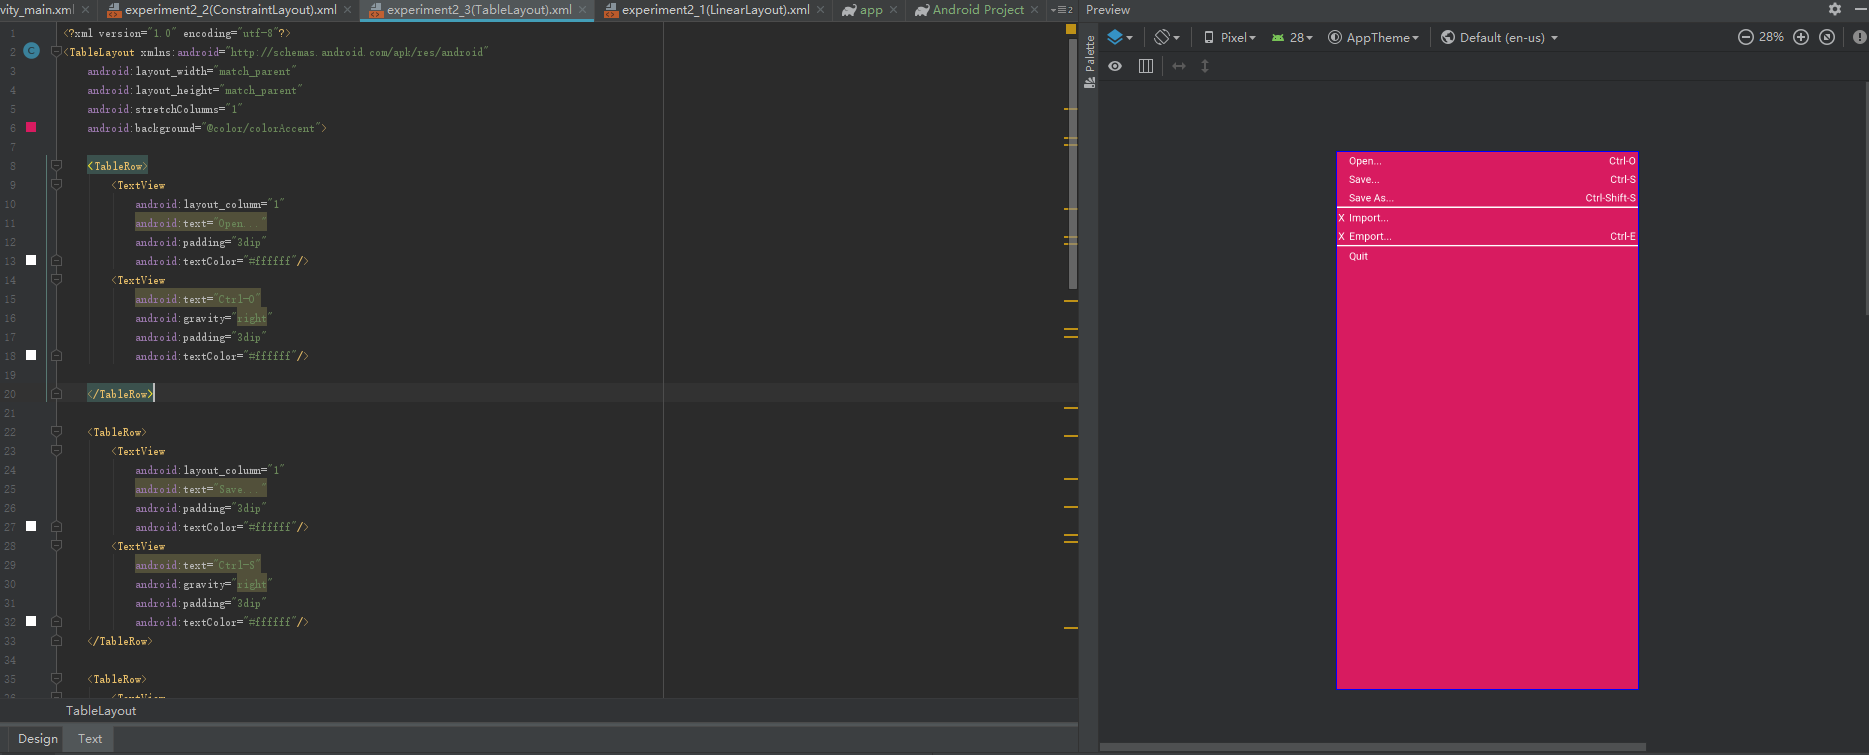 vity_main.xml experiment2_2(ConstraintLayout).xml experiment2_3(TableLayout).xml experiment2_1(LinearLayout).xml app Android Project 2 Preview
Palette
Pixel 28 AppTheme Default (en-us) 28%
1 <?xml version="1.0" encoding="utf-8"?>
2 C <TableLayout xmlns:android="http://schemas.android.com/apk/res/android"
3 android:layout_width="match_parent"
4 android:layout_height="match_parent"
5 android:stretchColumns="1"
6 android:background="@color/colorAccent">
7
8 <TableRow>
9 <TextView
10 android:layout_column="1"
11 android:text="Open..."
12 android:padding="3dip"
13 android:textColor="#ffffff"/>
14 <TextView
15 android:text="Ctrl-O"
16 android:gravity="right"
17 android:padding="3dip"
18 android:textColor="#ffffff"/>
19
20 </TableRow>
21
22 <TableRow>
23 <TextView
24 android:layout_column="1"
25 android:text="Save..."
26 android:padding="3dip"
27 android:textColor="#ffffff"/>
28 <TextView
29 android:text="Ctrl-S"
30 android:gravity="right"
31 android:padding="3dip"
32 android:textColor="#ffffff"/>
33 </TableRow>
34
35 <TableRow>
36 <TextView
TableLayout
Design Text
Open... Ctrl-O
Save... Ctrl-S
Save As... Ctrl-Shift-S
X Import...
X Emport... Ctrl-E
Quit